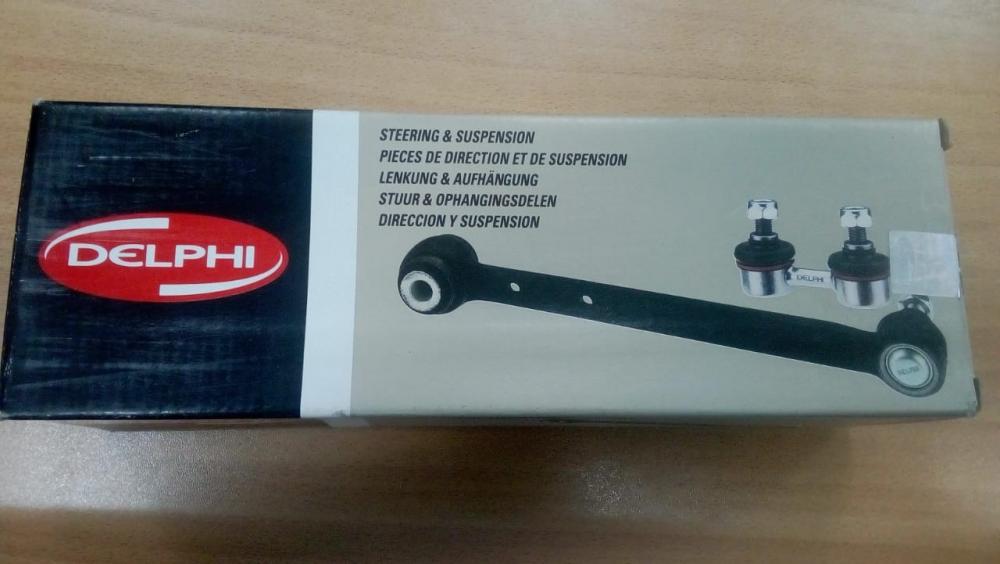 DELPHI
STEERING & SUSPENSION
PIECES DE DIRECTION ET DE SUSPENSION
LENKUNG & AUFHÄNGUNG
STUUR & OPHANGINGSDELEN
DIRECCION Y SUSPENSION
DELPHI
DELPHI